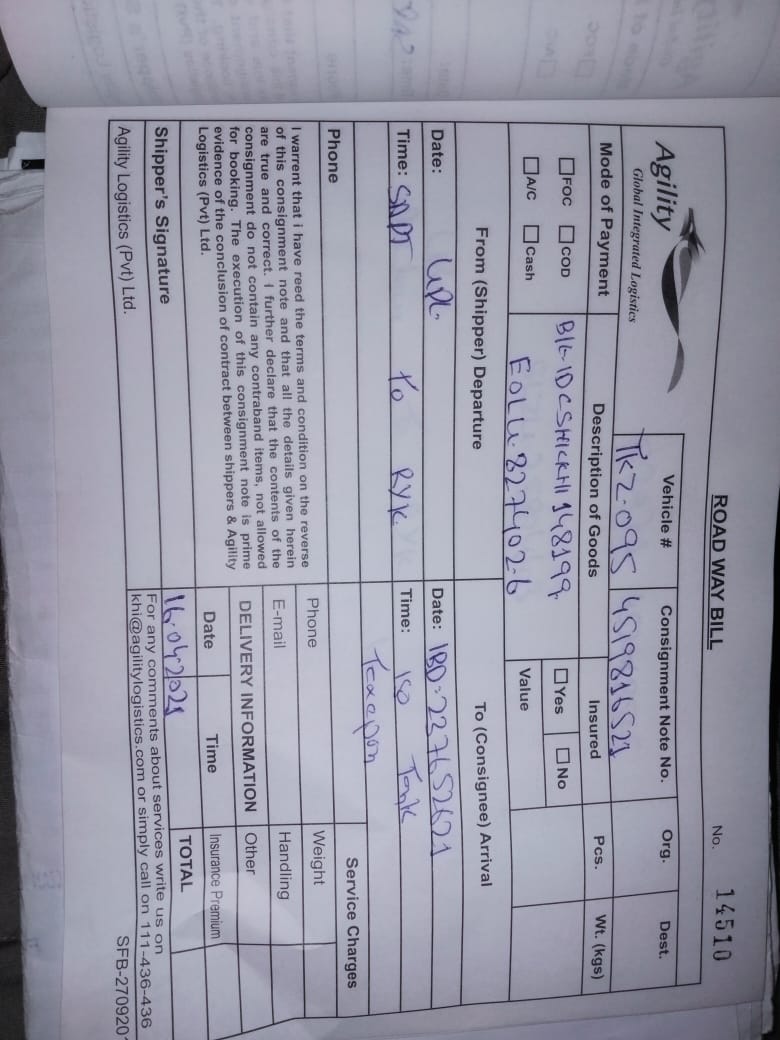 ROAD WAY BILL
No. 14510
Agility
Global Integrated Logistics
Vehicle #
TKZ-095
Consignment Note No.
4519816521
Org.
Dest.
Mode of Payment
FOC COD
A/C Cash
Description of Goods
148199
EOLU-827402-6
Insured
Yes No
Value
Pcs.
Wt. (kgs)
From (Shipper) Departure
Date: UPL
Time: SAPT To RYK
Phone
To (Consignee) Arrival
Date: IBD-237652621
Time: ISO Tank
Texapon
Phone
E-mail
Service Charges
Weight
Handling
Other
Insurance Premium
TOTAL
DELIVERY INFORMATION
Date Time
16-04-2021
I warrent that i have reed the terms and condition on the reverse
of this consignment note and that all the details given herein
are true and correct. I further declare that the contents of the
consignment do not contain any contraband items, not allowed
for booking. The execution of this consignment note is prime
evidence of the conclusion of contract between shippers & Agility
Logistics (Pvt) Ltd.
Shipper's Signature
Agility Logistics (Pvt) Ltd.
For any comments about services write us on
khi@agilitylogistics.com or simply call on 111-436-436
SFB-270920